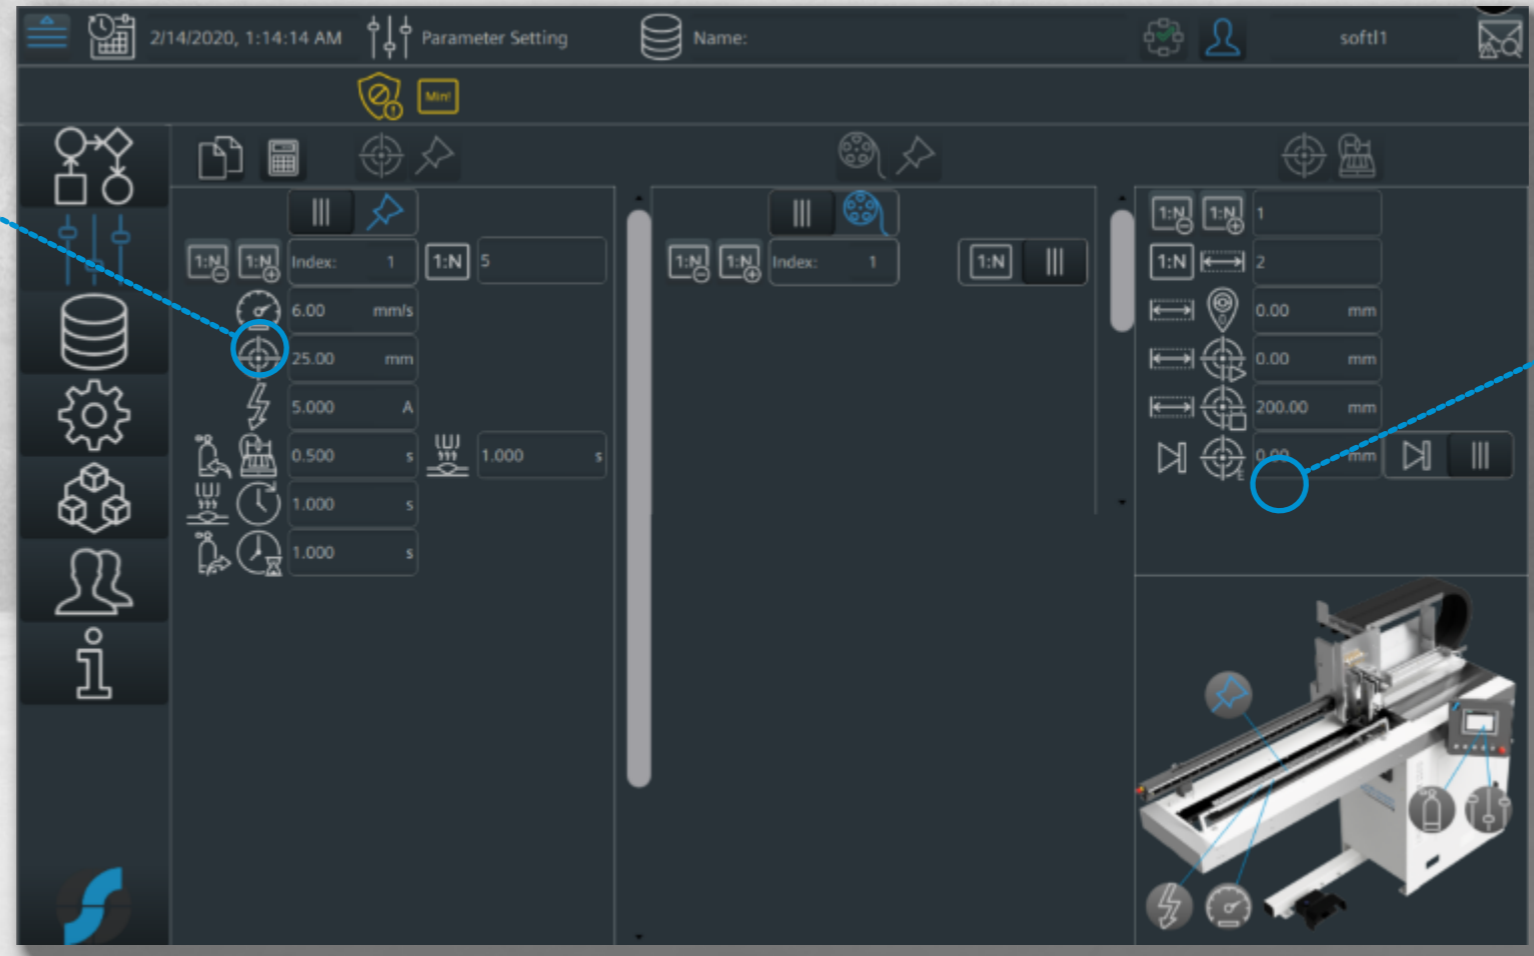 2/14/2020, 1:14:14 AM Parameter Setting Name: softl1
Min!
1:N 1:N Index: 1 1:N 5
6.00 mm/s
25.00 mm
5.000 A
0.500 s 1.000 s
1.000 s
1.000 s
1:N 1:N Index: 1 1:N
1:N 1:N 1
1:N 2
0.00 mm
0.00 mm
200.00 mm
0.00 mm